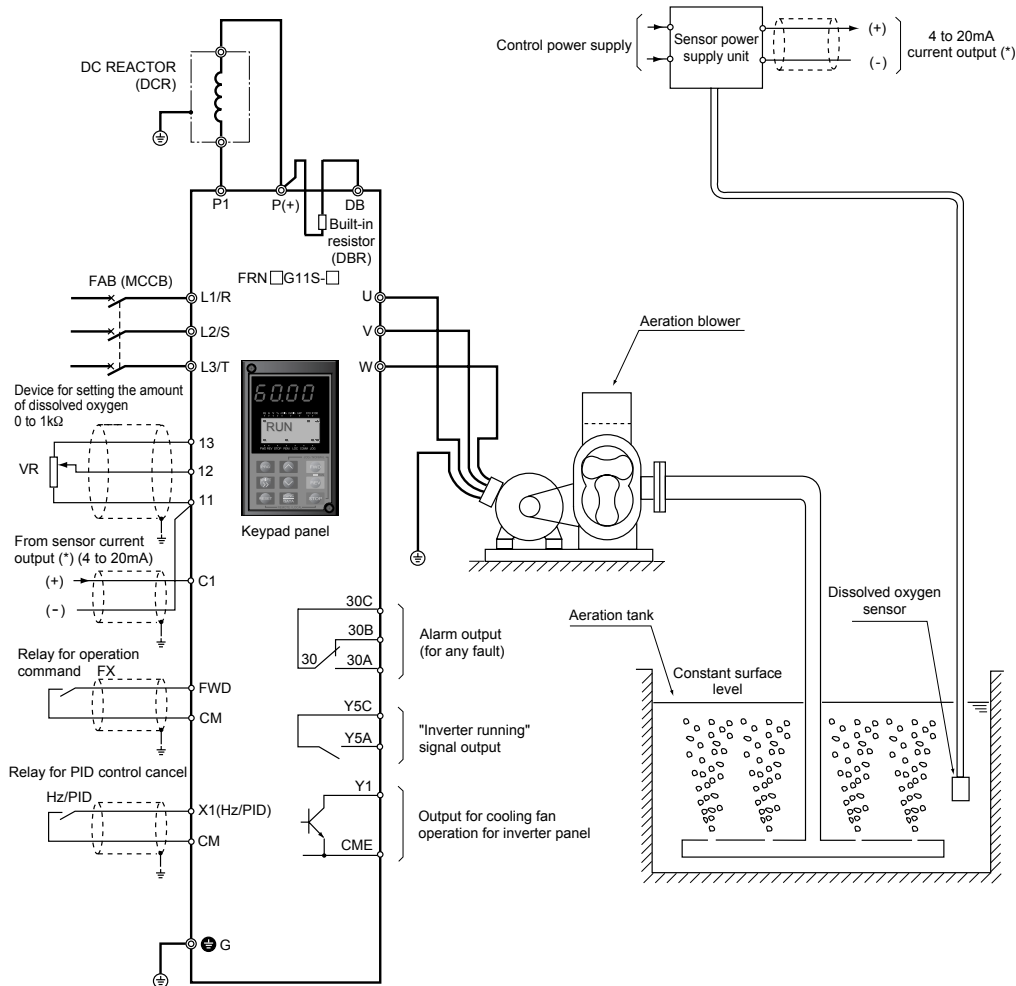 DC REACTOR
(DCR)
P1
P(+)
DB
Built-in
resistor
(DBR)
FRN□G11S-□
FAB (MCCB)
L1/R
L2/S
L3/T
U
V
W
60.00
RUN
Keypad panel
Device for setting the amount
of dissolved oxygen
0 to 1kΩ
VR
13
12
11
From sensor current
output (*) (4 to 20mA)
(+)
(-)
C1
Relay for operation
command FX
FWD
CM
Relay for PID control cancel
Hz/PID
X1(Hz/PID)
CM
G
30C
30B
30
30A
Alarm output
(for any fault)
Y5C
Y5A
"Inverter running"
signal output
Y1
CME
Output for cooling fan
operation for inverter panel
Control power supply
Sensor power
supply unit
(+)
(-)
4 to 20mA
current output (*)
Aeration blower
Aeration tank
Dissolved oxygen
sensor
Constant surface
level